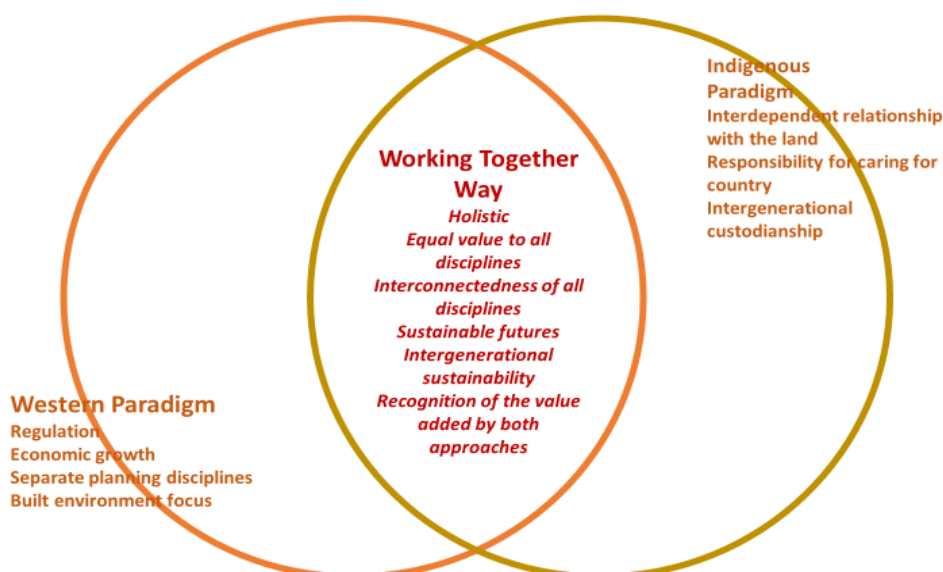 Indigenous
Paradigm
Interdependent relationship
with the land
Responsibility for caring for
country
Intergenerational
custodianship
Working Together
Way
Holistic
Equal value to all
disciplines
Interconnectedness of all
disciplines
Sustainable futures
Intergenerational
sustainability
Recognition of the value
added by both
approaches
Western Paradigm
Regulation
Economic growth
Separate planning disciplines
Built environment focus